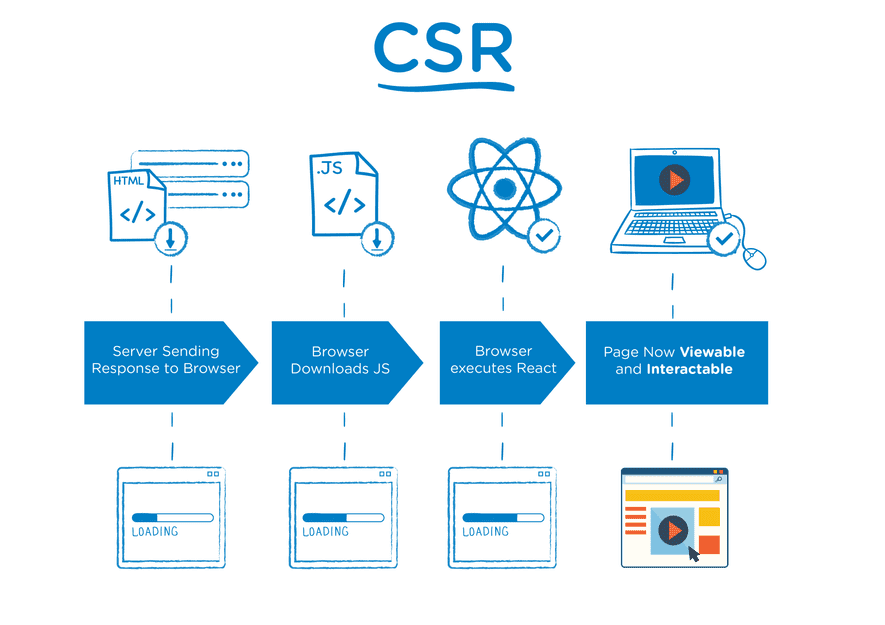 CSR
HTML
</>
.JS
</>
Server Sending
Response to Browser
Browser
Downloads JS
Browser
executes React
Page Now Viewable
and Interactable
LOADING
LOADING
LOADING